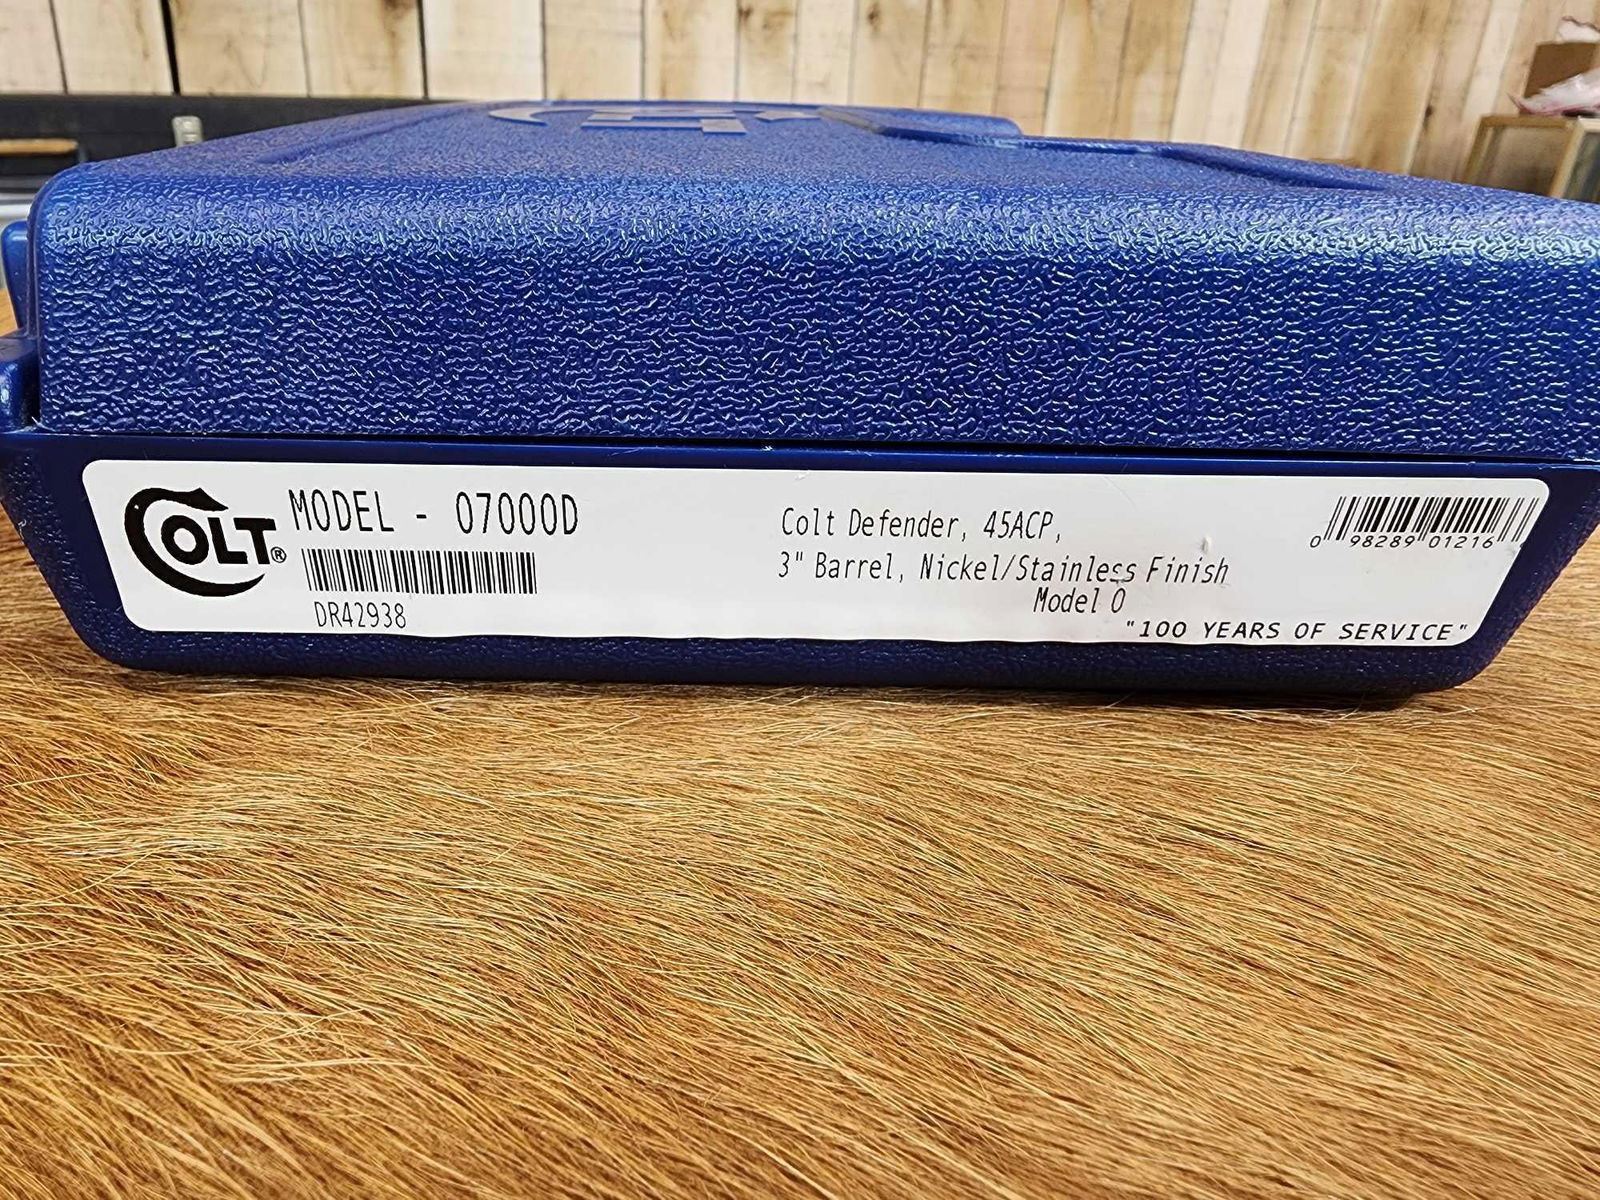 COLT®
MODEL - 07000D
DR42938
Colt Defender, 45ACP,
3" Barrel, Nickel/Stainless Finish
Model O
"100 YEARS OF SERVICE"
0 98289 01216